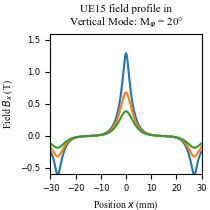 UE15 field profile in
Vertical Mode: Mφ = 20°
Field Bx (T)
1.5
1.0
0.5
0.0
−0.5
−30 −20 −10 0 10 20 30
Position x (mm)